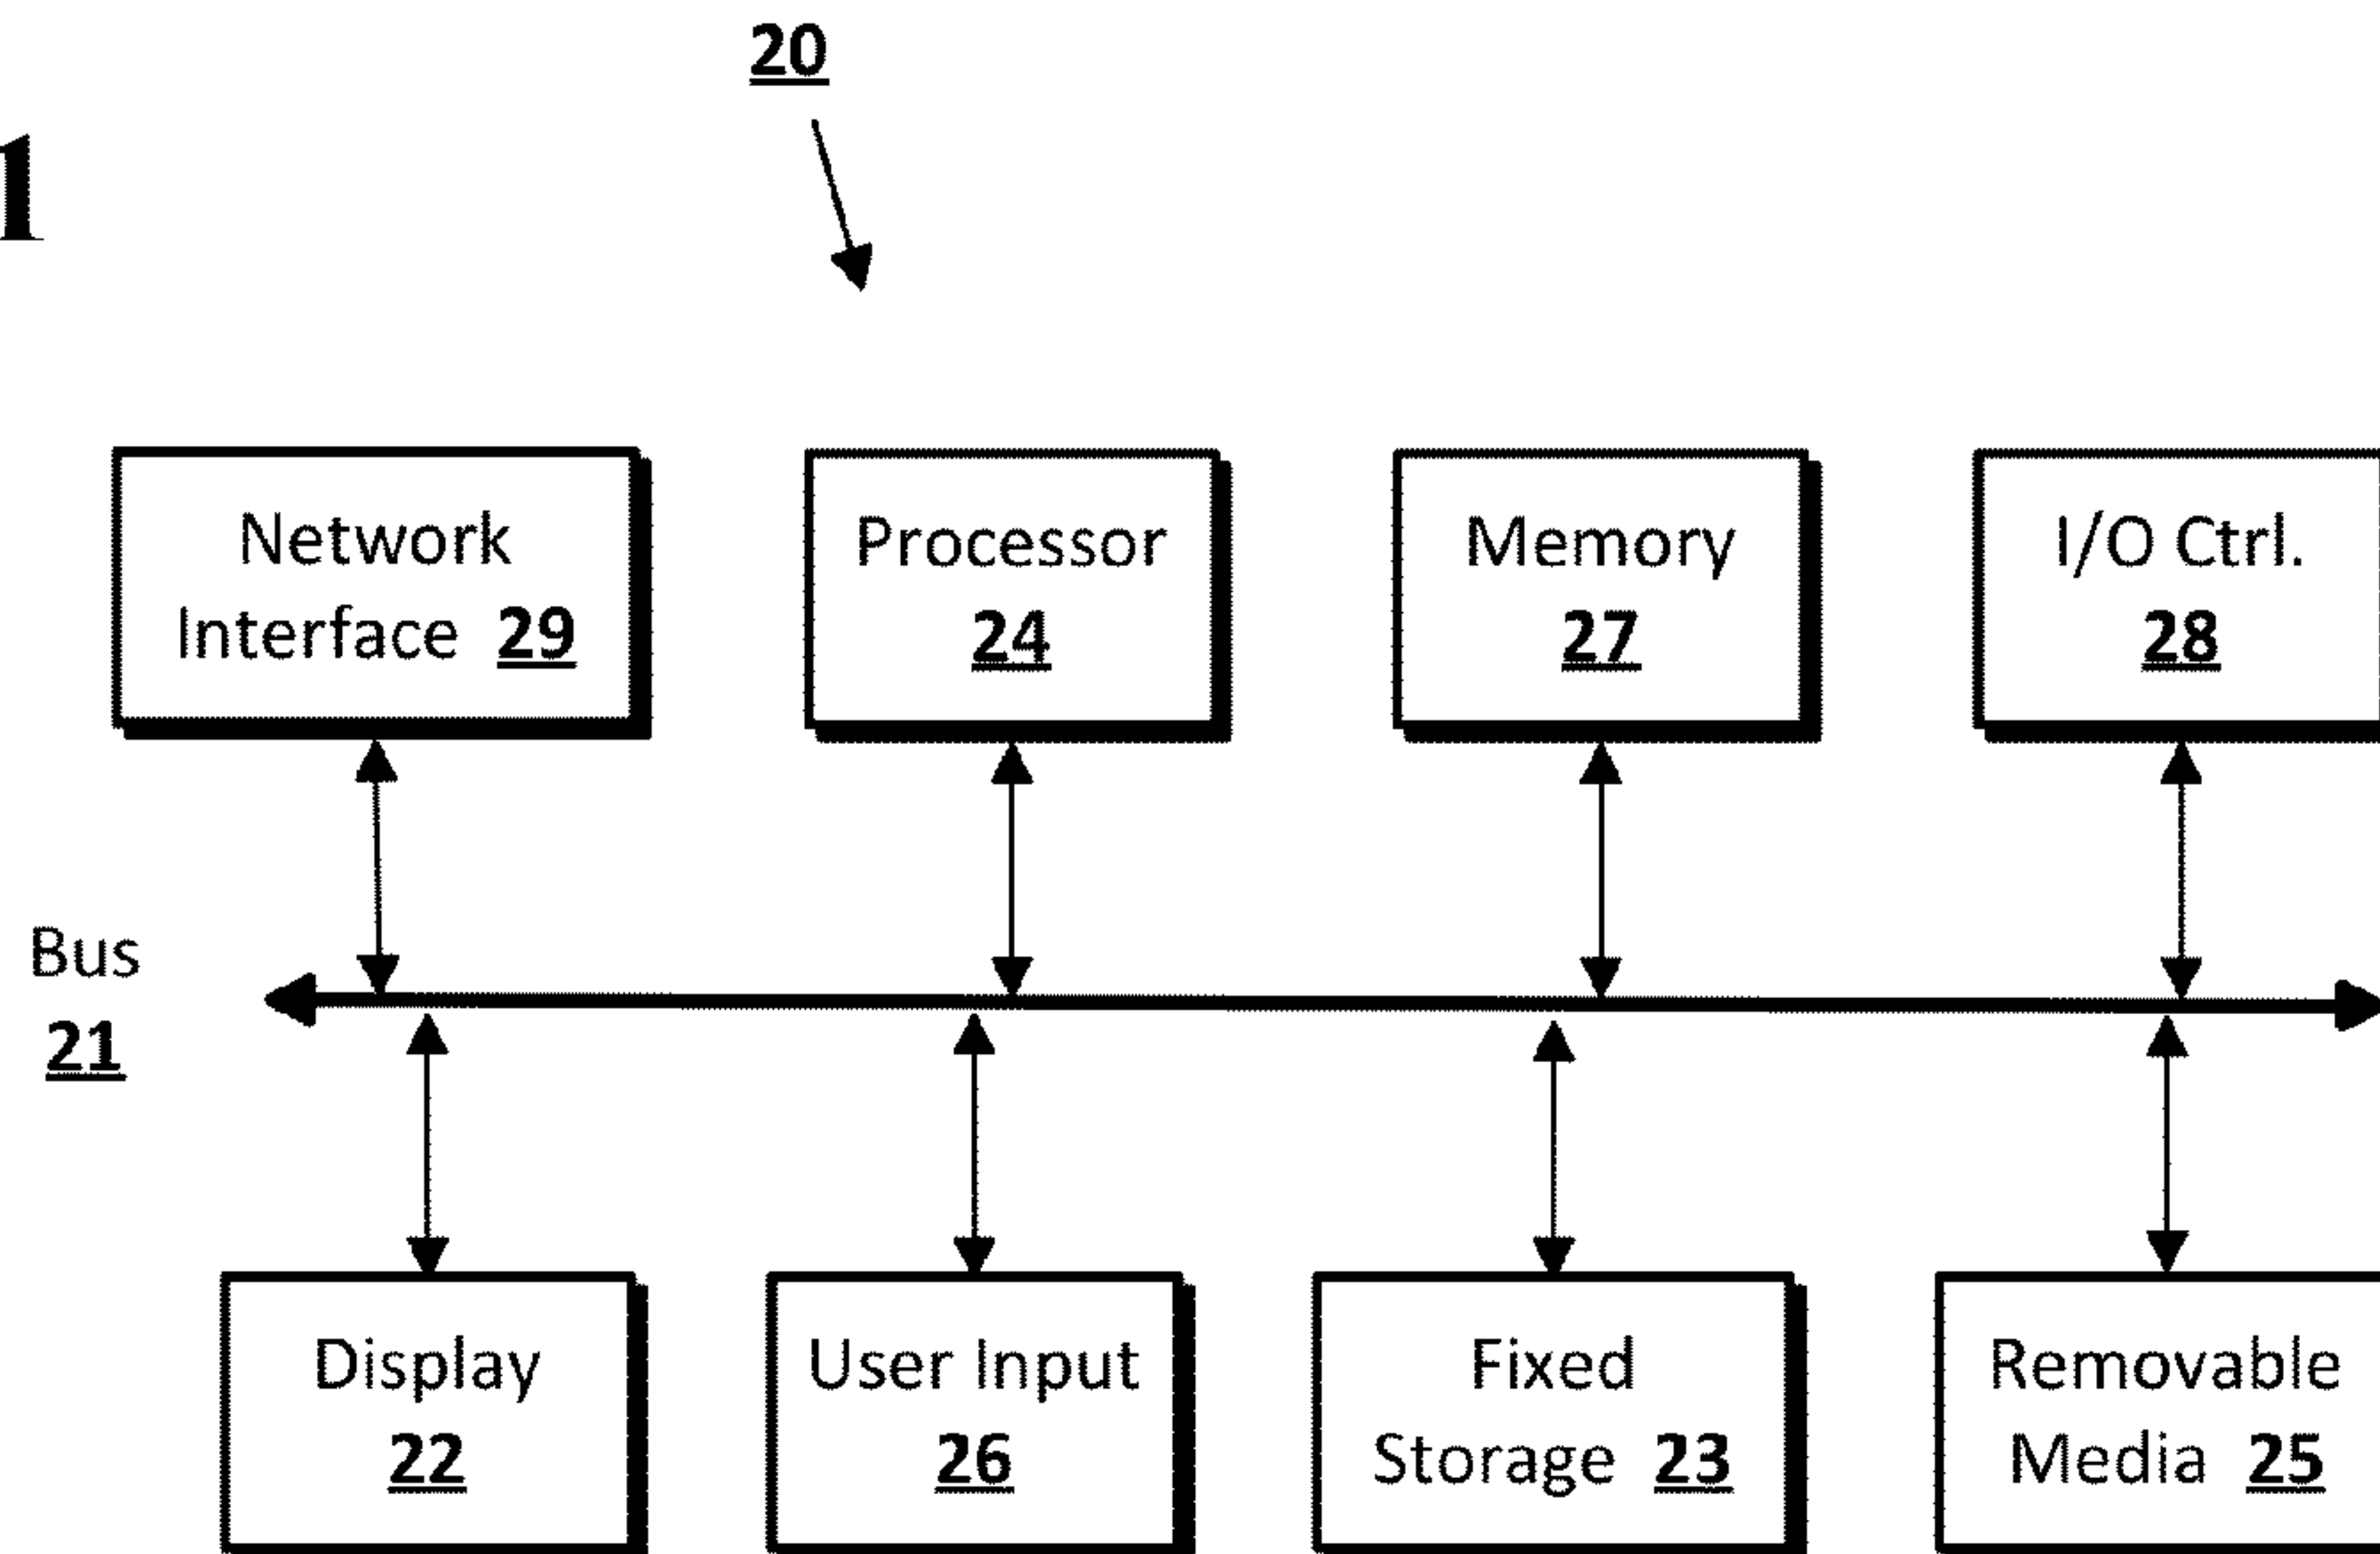 20
1
Network
Interface 29
Processor
24
Memory
27
I/O Ctrl.
28
Bus
21
Display
22
User Input
26
Fixed
Storage 23
Removable
Media 25